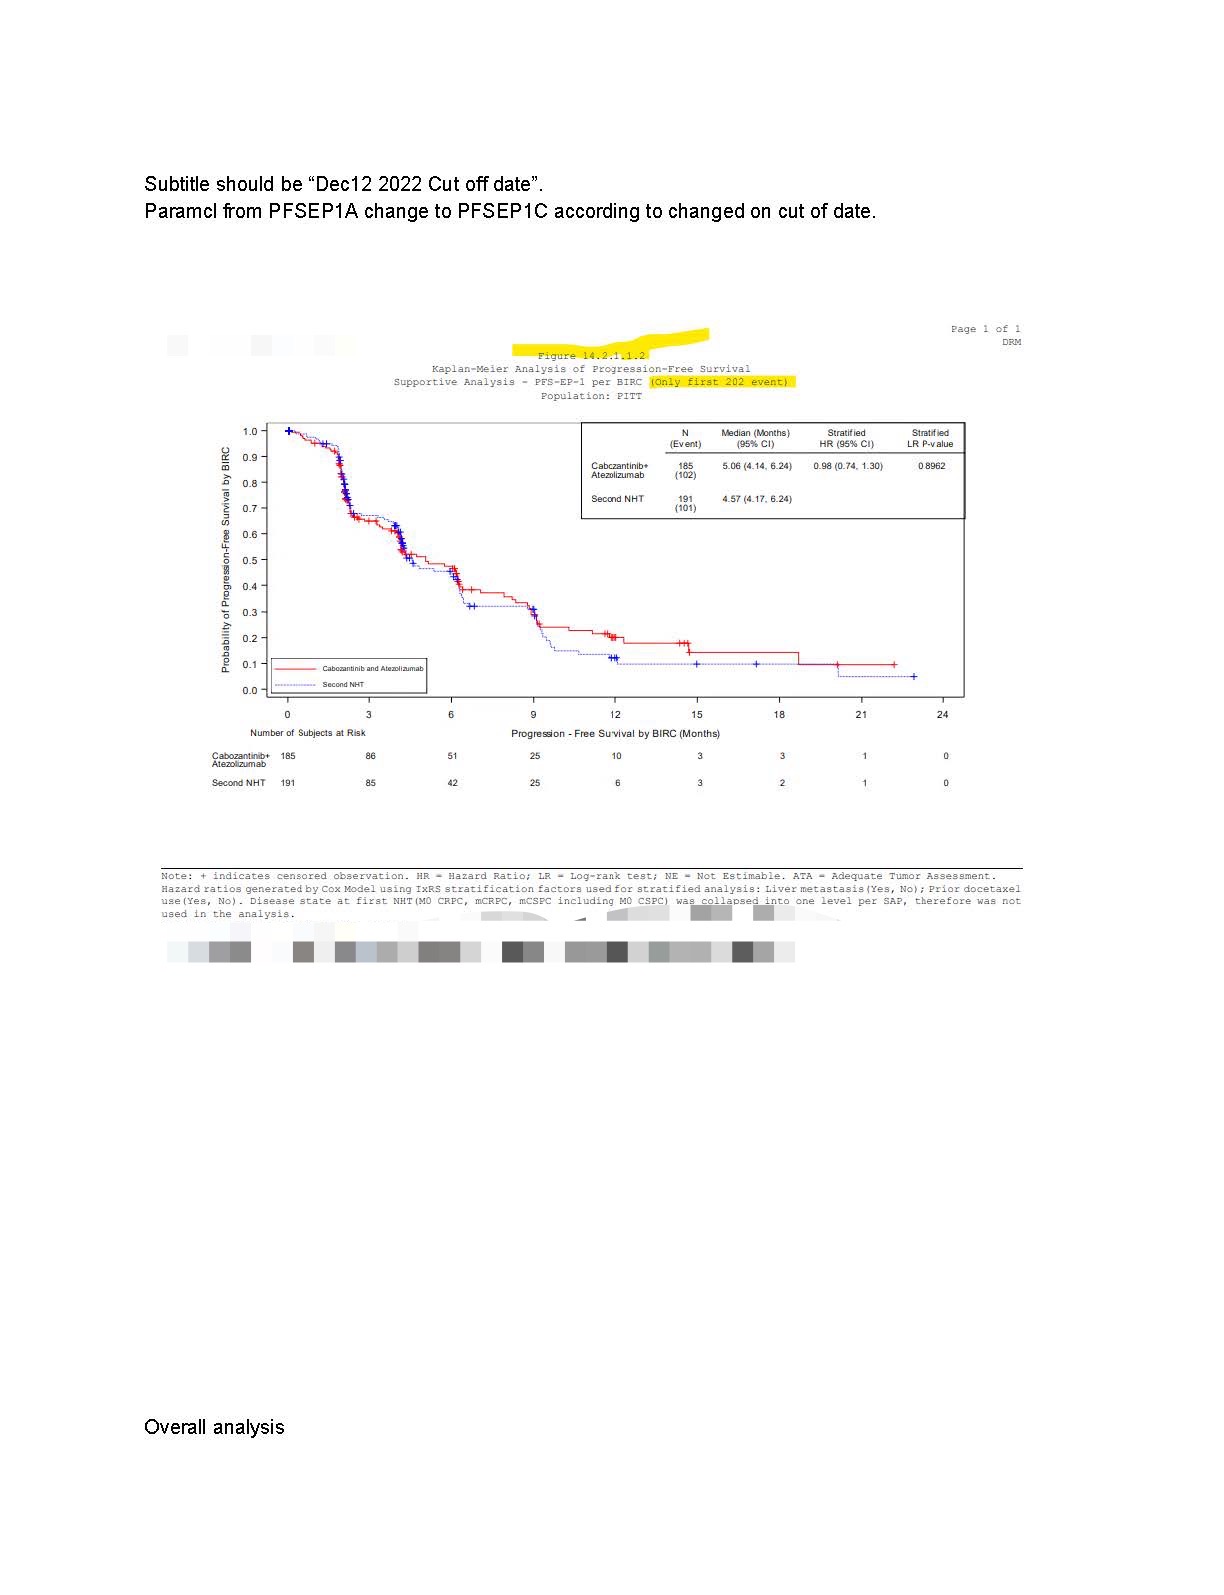 Subtitle should be “Dec12 2022 Cut off date”.
Paramcl from PFSEP1A change to PFSEP1C according to changed on cut of date.
Page 1 of 1
DRM
Figure 14.2.1.1.2
Kaplan-Meier Analysis of Progression-Free Survival
Supportive Analysis - PFS-EP-1 per BIRC (Only first 202 event)
Population: PITT
N Median (Months) Stratified Stratified
(Event) (95% CI) HR (95% CI) LR P-value
Cabczantinib+ 185 5.06 (4.14, 6.24) 0.98 (0.74, 1.30) 0 8962
Atezolizumab (102)
Second NHT 191 4.57 (4.17, 6.24)
(101)
Probability of Progression-Free Survival by BIRC
1.0
0.9
0.8
0.7
0.6
0.5
0.4
0.3
0.2
0.1
0.0
Cabozantinib and Atezolizumab
Second NHT
0 3 6 9 12 15 18 21 24
Number of Subjects at Risk
Progression - Free Survival by BIRC (Months)
Cabozantinib+ 185 86 51 25 10 3 3 1 0
Atezolizumab
Second NHT 191 85 42 25 6 3 2 1 0
Note: + indicates censored observation. HR = Hazard Ratio; LR = Log-rank test; NE = Not Estimable. ATA = Adequate Tumor Assessment.
Hazard ratios generated by Cox Model using IxRS stratification factors used for stratified analysis: Liver metastasis(Yes, No); Prior docetaxel
use(Yes, No). Disease state at first NHT(M0 CRPC, mCRPC, mCSPC including M0 CSPC) was collapsed into one level per SAP, therefore was not
used in the analysis.
Overall analysis